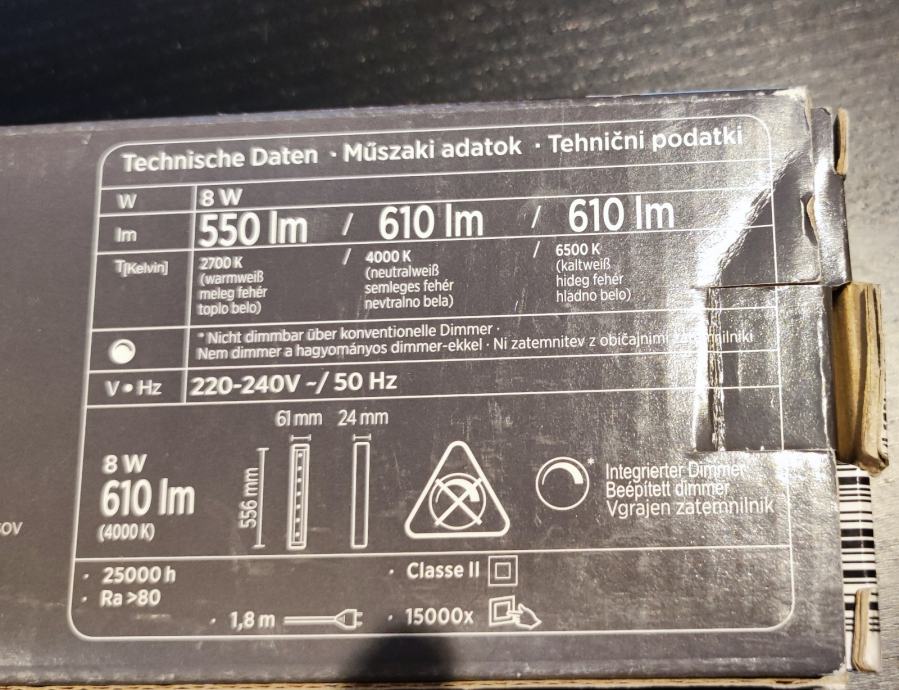 Technische Daten · Műszaki adatok · Tehnični podatki
W 8 W
lm 550 lm / 610 lm / 610 lm
T[Kelvin] 2700 K / 4000 K / 6500 K
(warmweiß (neutralweiß (kaltweiß
meleg fehér semleges fehér hideg fehér
toplo belo) nevtralno bela) hladno belo)
* Nicht dimmbar über konventionelle Dimmer ·
Nem dimmer a hagyományos dimmer-ekkel · Ni zatemnitev z običajnimi zatemnilniki
V • Hz 220-240V ~/ 50 Hz
61 mm 24 mm
8 W
610 lm
(4000 K)
556 mm
* Integrierter Dimmer
Beépített dimmer
Vgrajen zatemnilnik
· 25000 h
· Ra >80
· Classe II
· 1,8 m
· 15000x